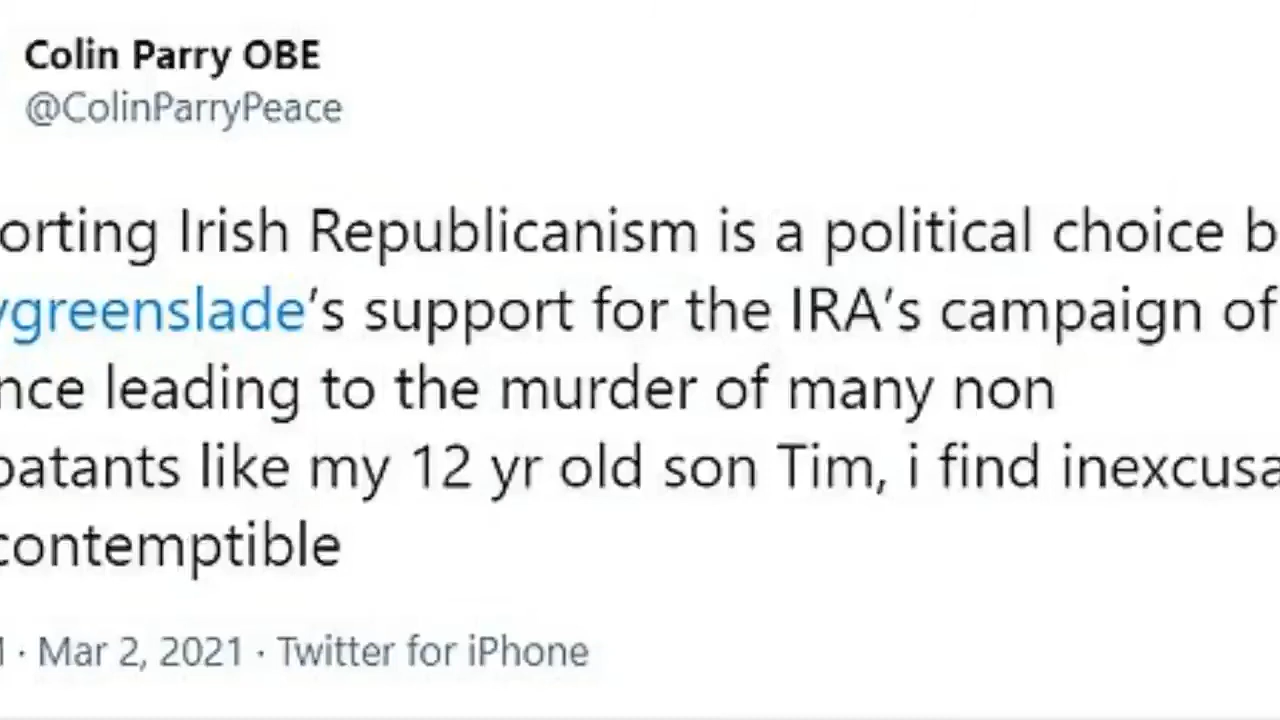 Colin Parry OBE
@ColinParryPeace
orting Irish Republicanism is a political choice b
ygreenslade's support for the IRA's campaign of
nce leading to the murder of many non
batants like my 12 yr old son Tim, i find inexcusa
contemptible
· Mar 2, 2021 · Twitter for iPhone